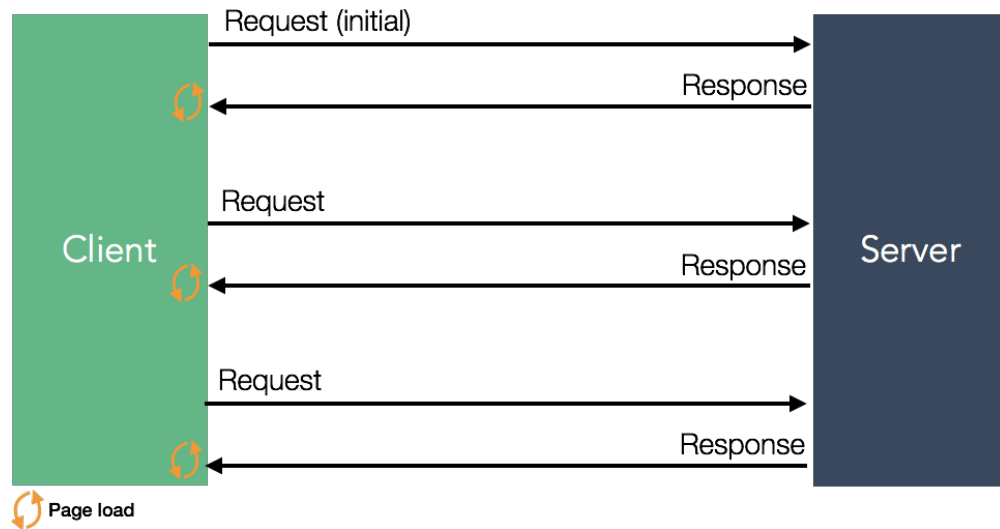 Request (initial)
Response
Request
Client
Server
Response
Request
Response
Page load